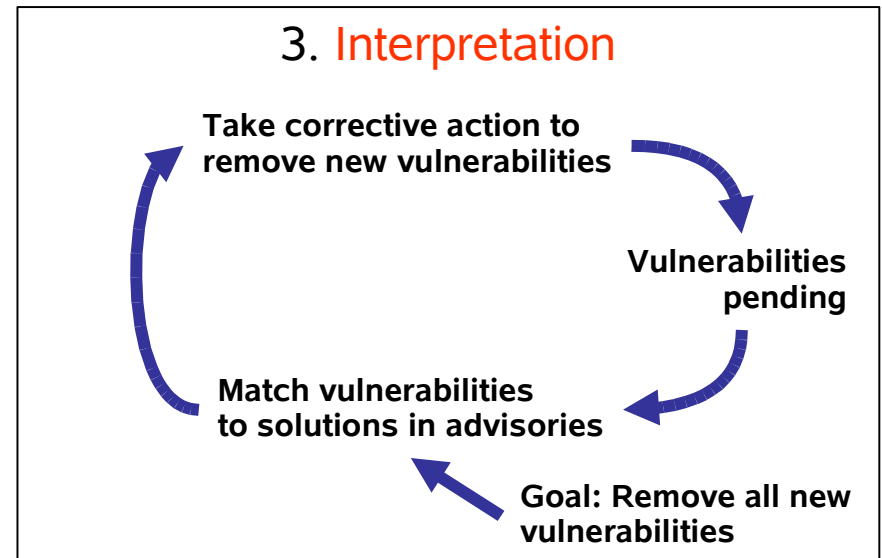 3. Interpretation
Take corrective action to
remove new vulnerabilities
Vulnerabilities
pending
Match vulnerabilities
to solutions in advisories
Goal: Remove all new
vulnerabilities